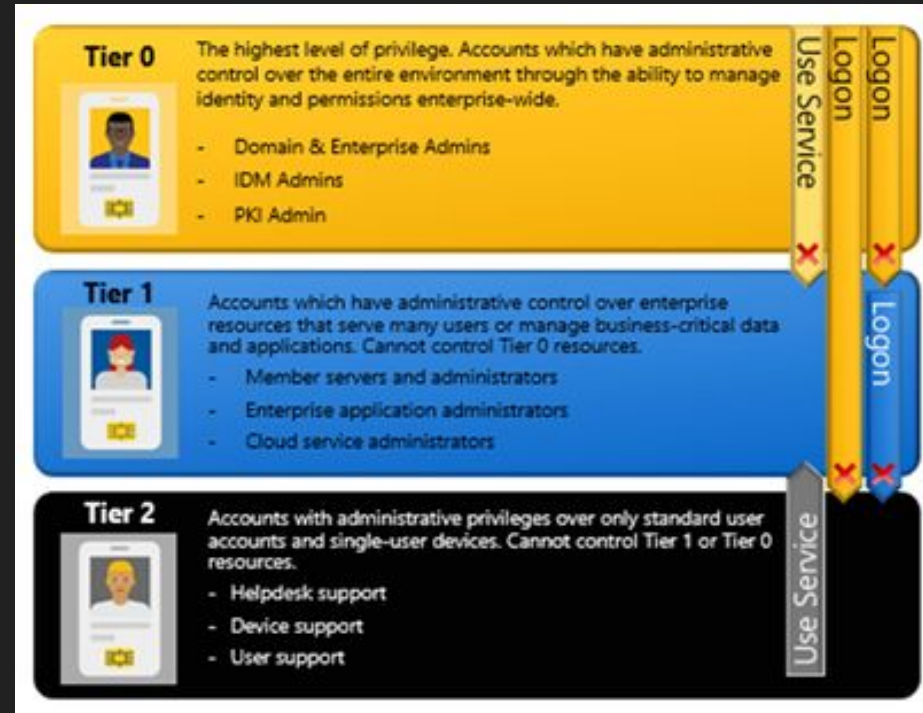 Tier 0
The highest level of privilege. Accounts which have administrative
control over the entire environment through the ability to manage
identity and permissions enterprise-wide.
- Domain & Enterprise Admins
- IDM Admins
- PKI Admin
Use Service
Logon
Logon
Tier 1
Accounts which have administrative control over enterprise
resources that serve many users or manage business-critical data
and applications. Cannot control Tier 0 resources.
- Member servers and administrators
- Enterprise application administrators
- Cloud service administrators
Logon
Tier 2
Accounts with administrative privileges over only standard user
accounts and single-user devices. Cannot control Tier 1 or Tier 0
resources.
- Helpdesk support
- Device support
- User support
Use Service